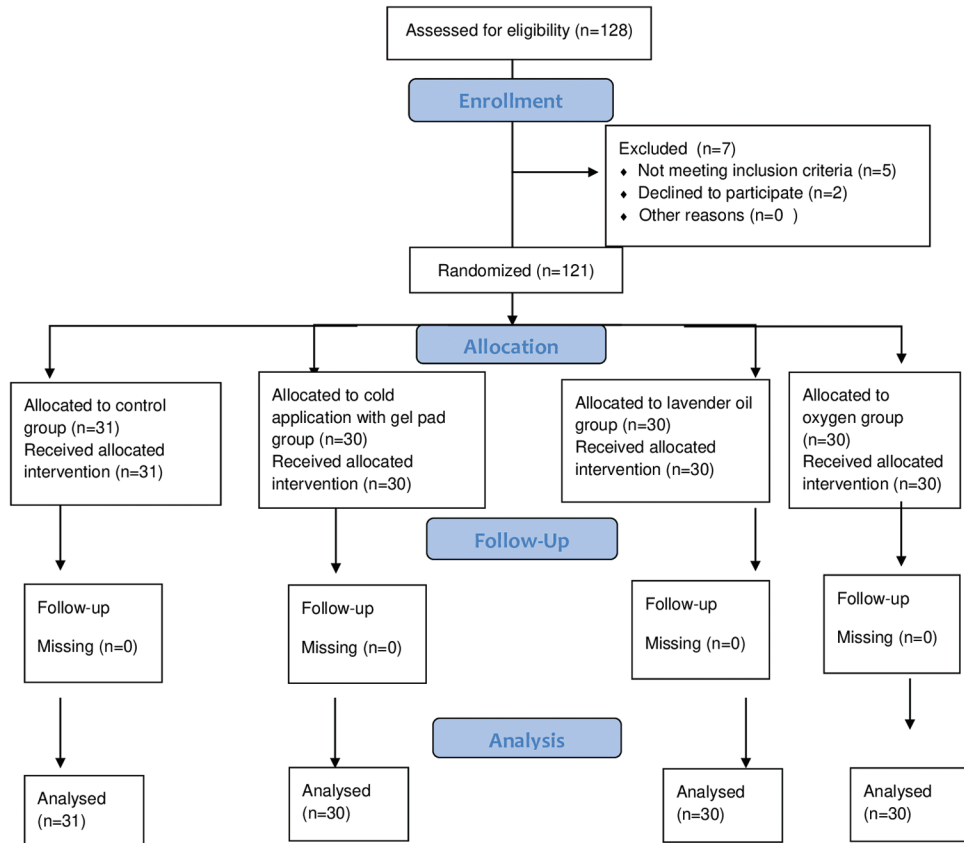 Assessed for eligibility (n=128)
Enrollment
Excluded (n=7)
♦ Not meeting inclusion criteria (n=5)
♦ Declined to participate (n=2)
♦ Other reasons (n=0 )
Randomized (n=121)
Allocation
Allocated to control
group (n=31)
Received allocated
intervention (n=31)
Allocated to cold
application with gel pad
group (n=30)
Received allocated
intervention (n=30)
Allocated to lavender oil
group (n=30)
Received allocated
intervention (n=30)
Allocated to
oxygen group
(n=30)
Received allocated
intervention (n=30)
Follow-Up
Follow-up
Missing (n=0)
Follow-up
Missing (n=0)
Follow-up
Missing (n=0)
Follow-up
Missing (n=0)
Analysis
Analysed
(n=31)
Analysed
(n=30)
Analysed
(n=30)
Analysed
(n=30)